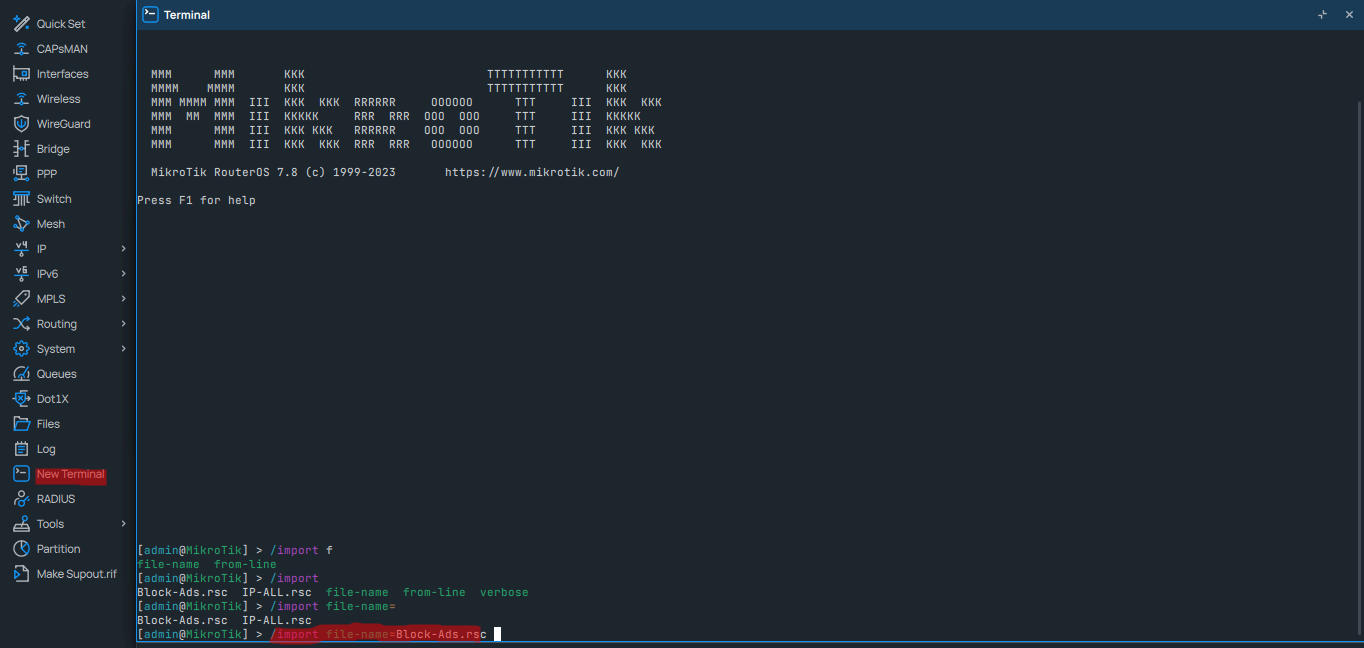 Quick Set
CAPsMAN
Interfaces
Wireless
WireGuard
Bridge
PPP
Switch
Mesh
IP
IPv6
MPLS
Routing
System
Queues
Dot1X
Files
Log
New Terminal
RADIUS
Tools
Partition
Make Supout.rif
Terminal
MMM      MMM       KKK                          TTTTTTTTTTT      KKK
MMMM    MMMM       KKK                          TTTTTTTTTTT      KKK
MMM MMMM MMM  III  KKK  KKK  RRRRRR     OOOOOO      TTT     III  KKK  KKK
MMM  MM  MMM  III  KKKKK     RRR  RRR  OOO  OOO     TTT     III  KKKKK
MMM      MMM  III  KKK KKK   RRRRRR    OOO  OOO     TTT     III  KKK KKK
MMM      MMM  III  KKK  KKK  RRR  RRR   OOOOOO      TTT     III  KKK  KKK
MikroTik RouterOS 7.8 (c) 1999-2023       https://www.mikrotik.com/
Press F1 for help
[admin@MikroTik] > /import f
file-name  from-line
[admin@MikroTik] > /import
Block-Ads.rsc  IP-ALL.rsc  file-name  from-line  verbose
[admin@MikroTik] > /import file-name=
Block-Ads.rsc  IP-ALL.rsc
[admin@MikroTik] > /import file-name=Block-Ads.rsc